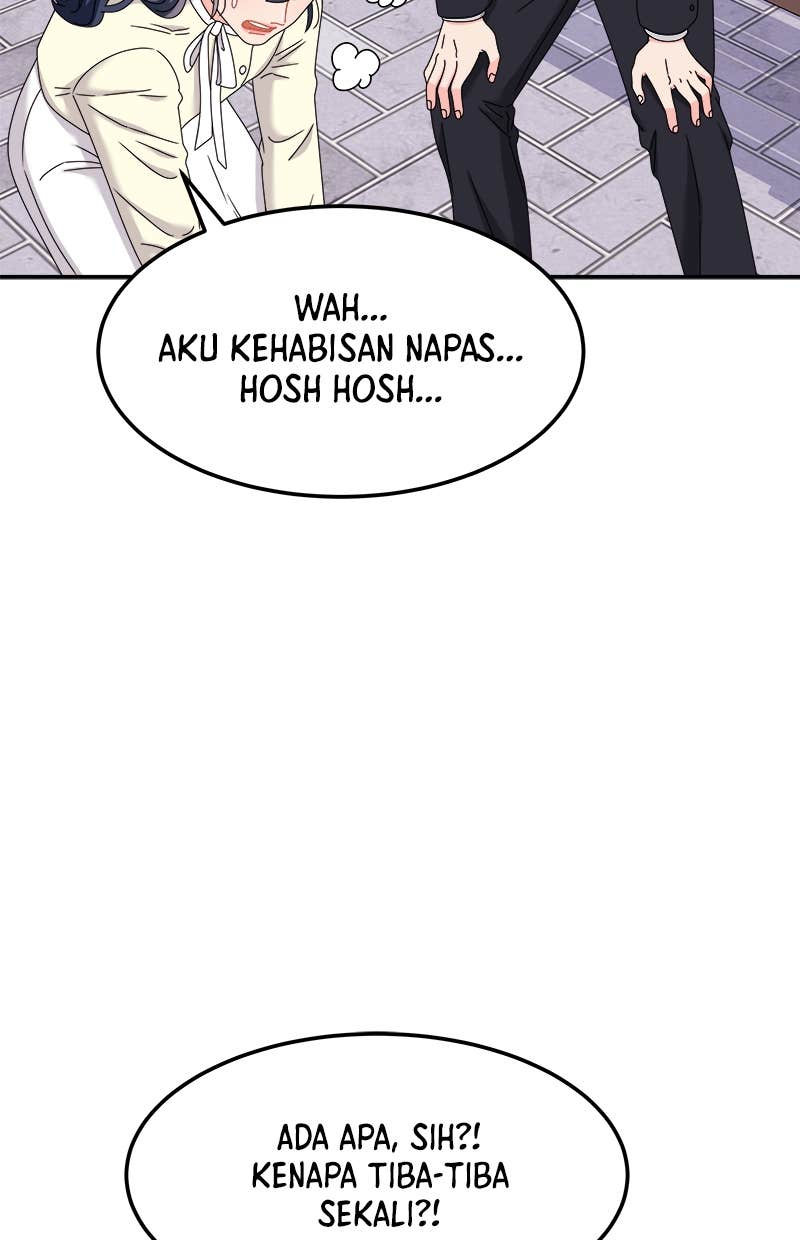 WAH...
AKU KEHABISAN NAPAS...
HOSH HOSH...
ADA APA, SIH?!
KENAPA TIBA-TIBA
SEKALI?!